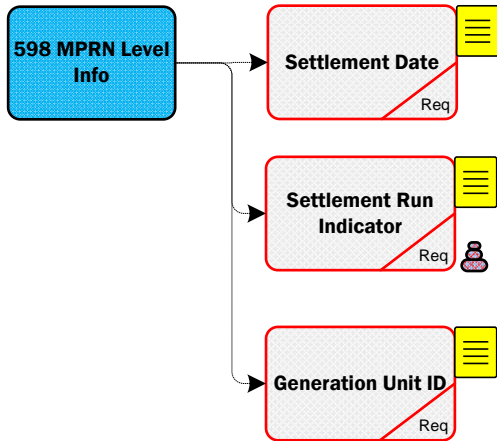 598 MPRN Level
Info
Settlement Date
Req
Settlement Run
Indicator
Req
Generation Unit ID
Req